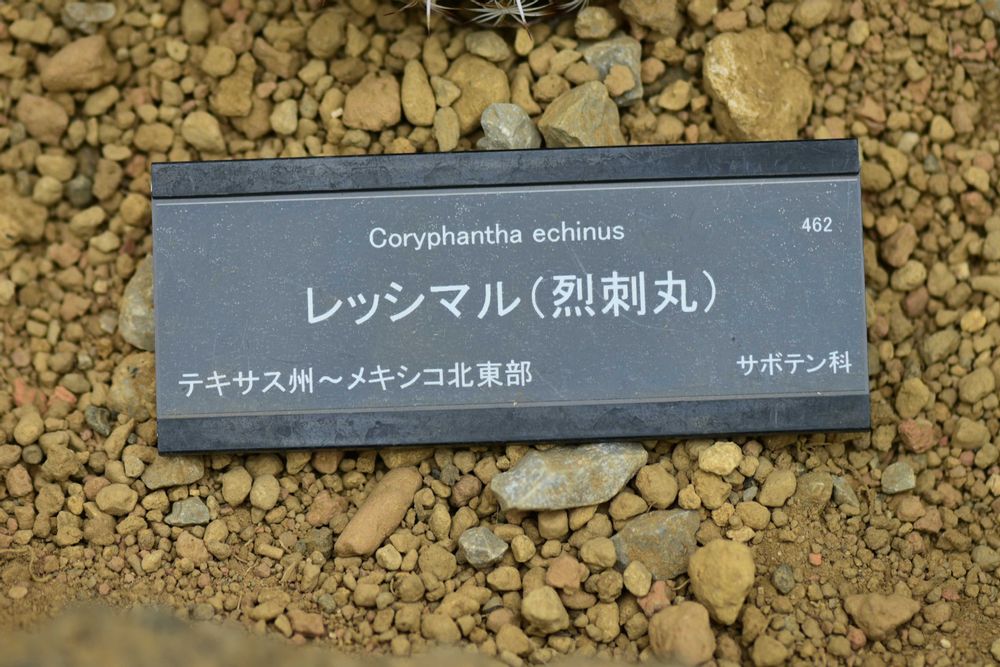 Coryphantha echinus
462
レッシマル(烈刺丸)
テキサス州～メキシコ北東部
サボテン科